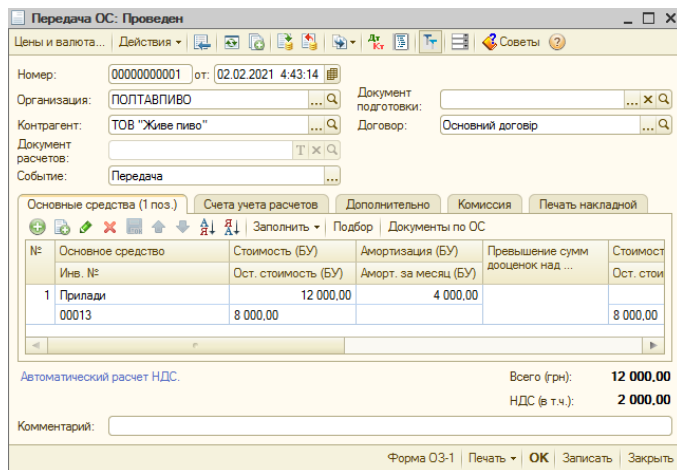 Передача ОС: Проведен
Цены и валюта... Действия Дт Кт Советы
Номер: 00000000001 от: 02.02.2021 4:43:14
Организация: ПОЛТАВПИВО ... Документ подготовки: ...
Контрагент: ТОВ "Живе пиво" ... Договор: Основний договір ...
Документ расчетов: T
Событие: Передача ...
Основные средства (1 поз.) Счета учета расчетов Дополнительно Комиссия Печать накладной
Заполнить Подбор Документы по ОС
№ Основное средство Стоимость (БУ) Амортизация (БУ) Превышение сумм дооценок над ... Стоимост
Инв. № Ост. стоимость (БУ) Аморт. за месяц (БУ) Ост. стои
1 Прилади 12 000,00 4 000,00
00013 8 000,00 8 000,00
Автоматический расчет НДС. Всего (грн): 12 000,00
НДС (в т.ч.): 2 000,00
Комментарий:
Форма ОЗ-1 Печать OK Записать Закрыть